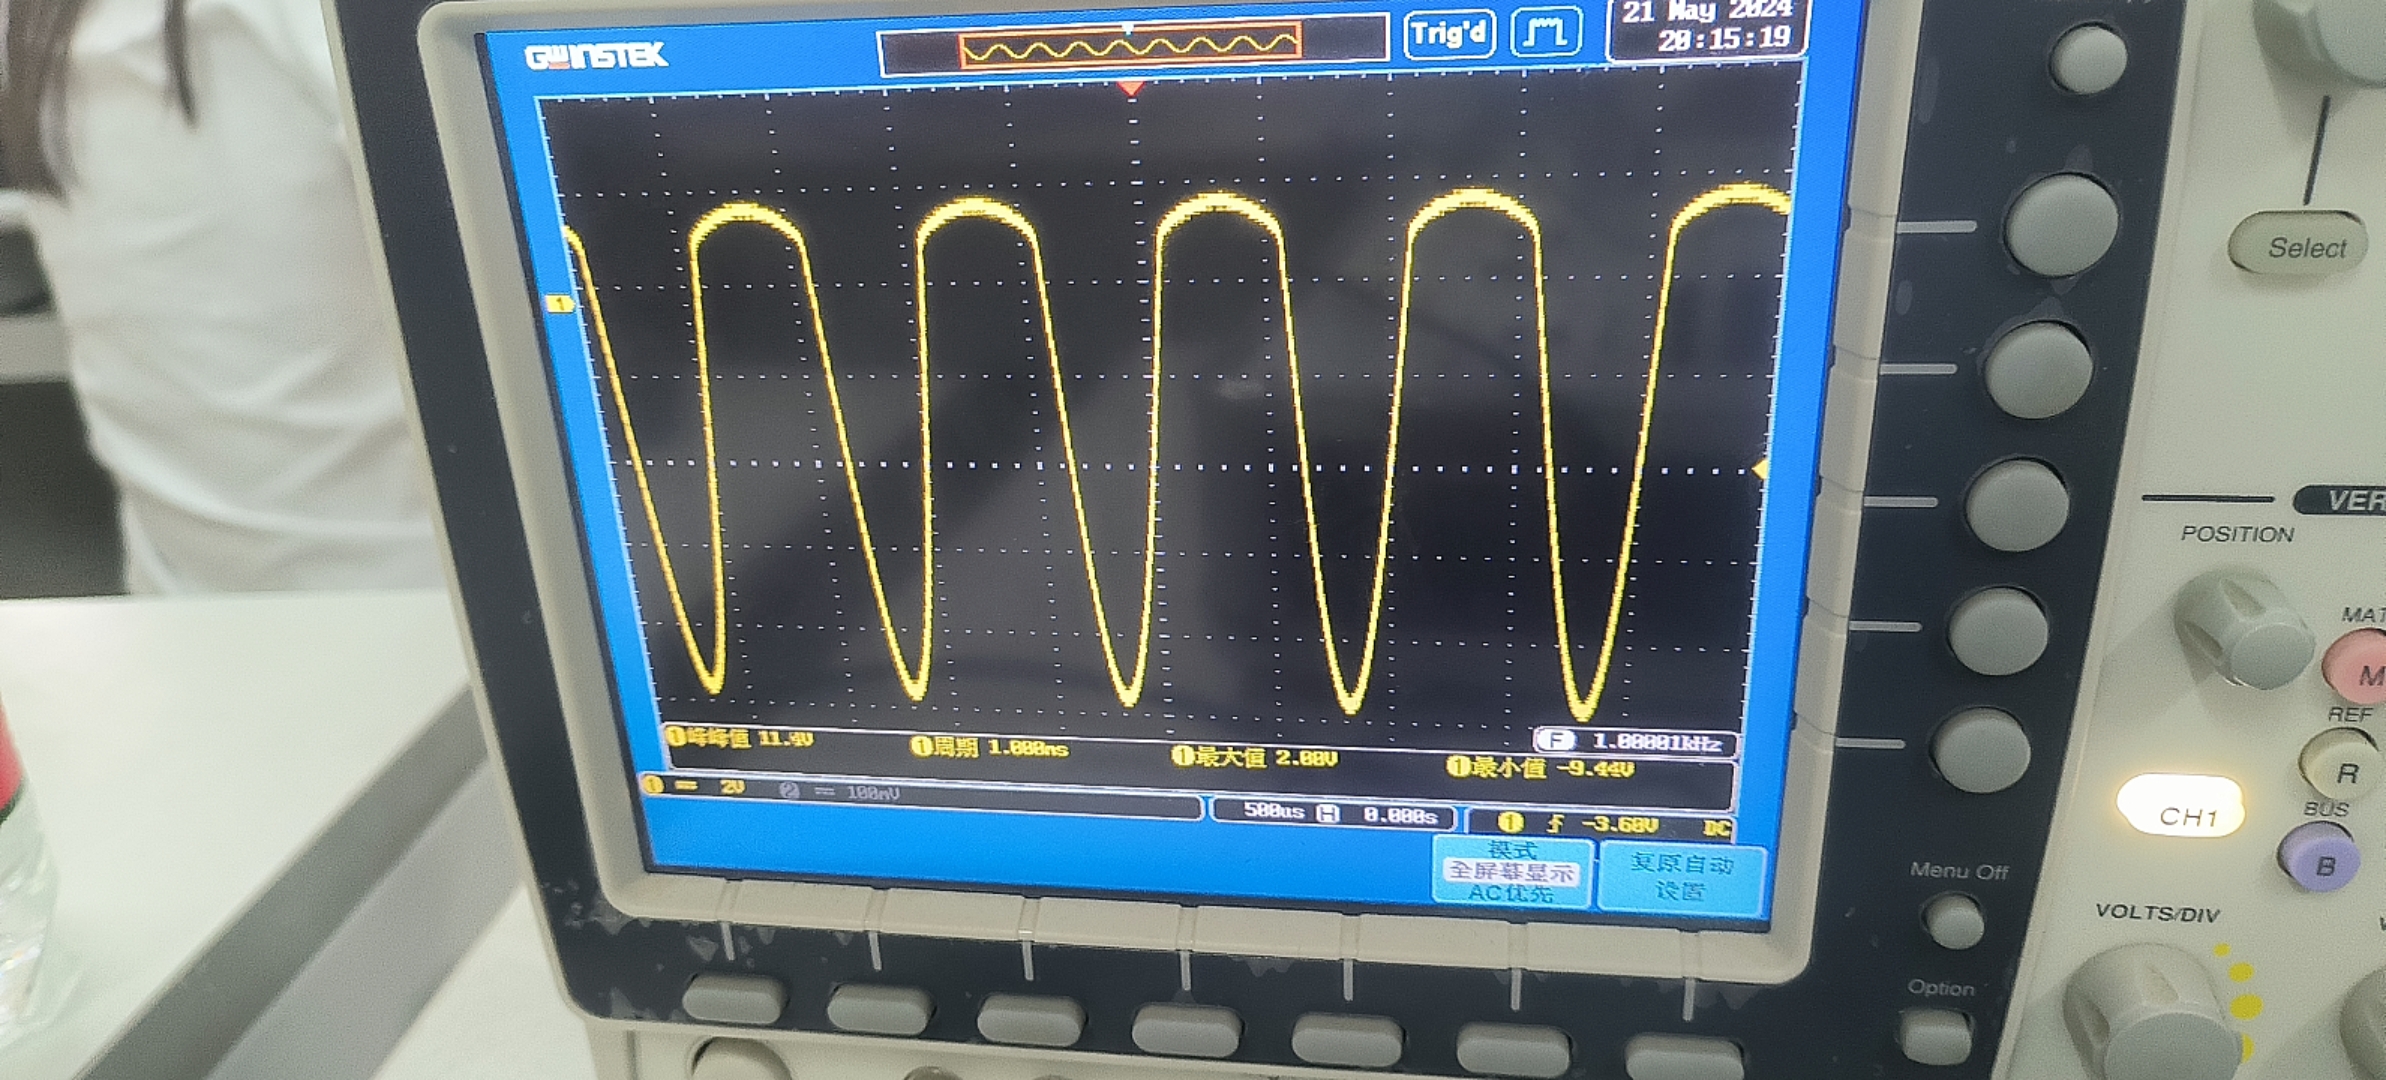 GWINSTEK
Trig'd
21 May 2024
20:15:19
1
F 1.00001kHz
1 峰峰值 11.4V
1 周期 1.000ms
1 最大值 2.00V
1 最小值 -9.44V
1 2V
2 100mV
500us H 0.000s
1 -3.60V DC
模式
全屏幕显示
AC优先
复原自动
设置
Select
VER
POSITION
MAT
M
REF
R
BUS
B
CH1
Menu Off
VOLTS/DIV
Option